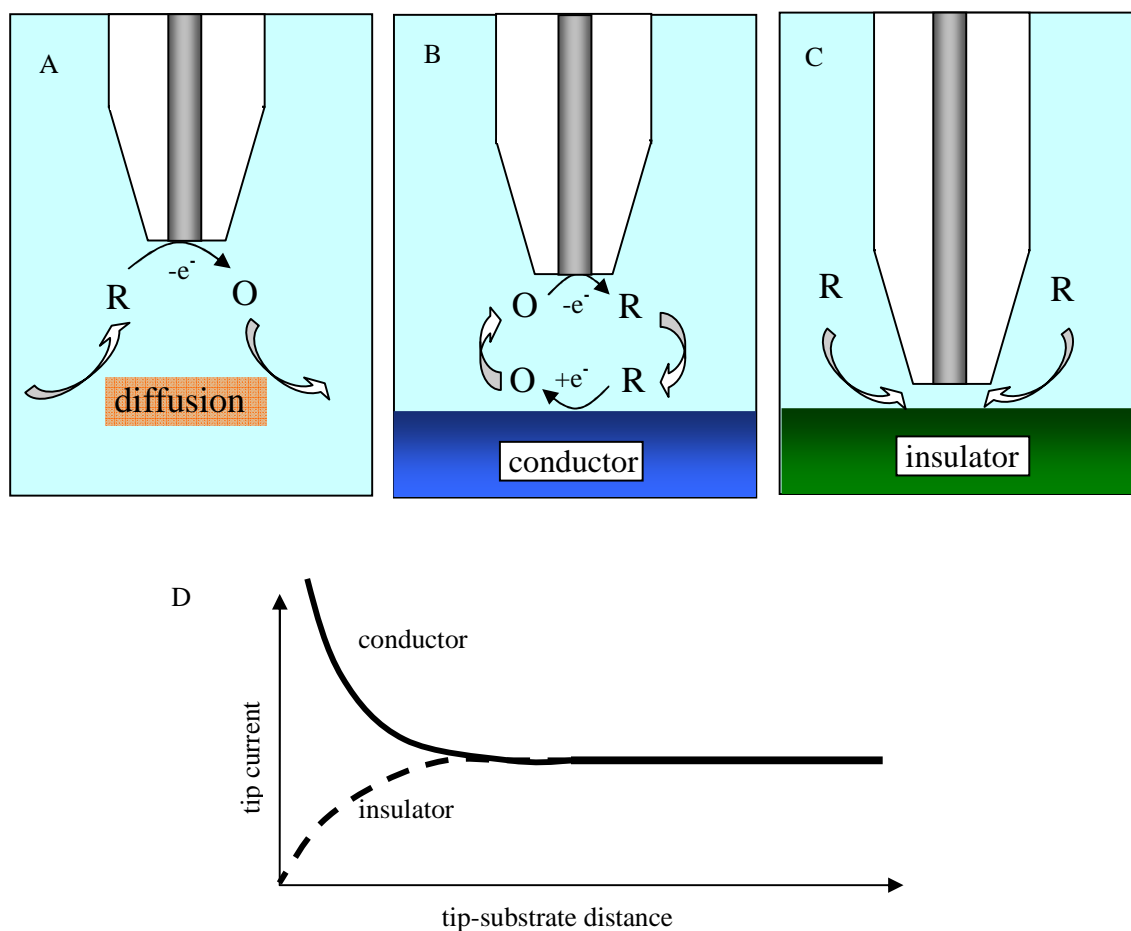 A
-e⁻
R
O
diffusion
B
O
-e⁻
R
O
+e⁻
R
conductor
C
R
R
insulator
D
conductor
tip current
insulator
tip-substrate distance